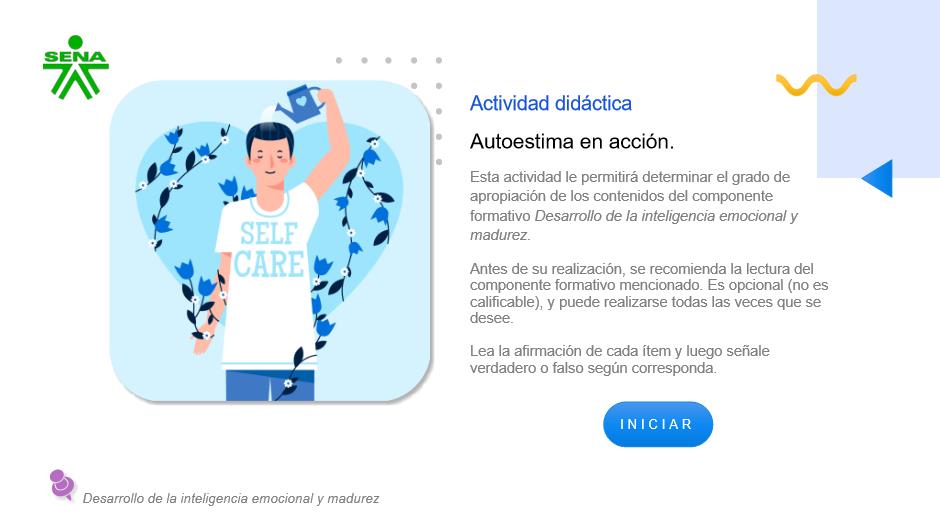 SENA
SELF
CARE
Actividad didáctica
Autoestima en acción.
Esta actividad le permitirá determinar el grado de
apropiación de los contenidos del componente
formativo Desarrollo de la inteligencia emocional y
madurez.
Antes de su realización, se recomienda la lectura del
componente formativo mencionado. Es opcional (no es
calificable), y puede realizarse todas las veces que se
desee.
Lea la afirmación de cada ítem y luego señale
verdadero o falso según corresponda.
INICIAR
Desarrollo de la inteligencia emocional y madurez